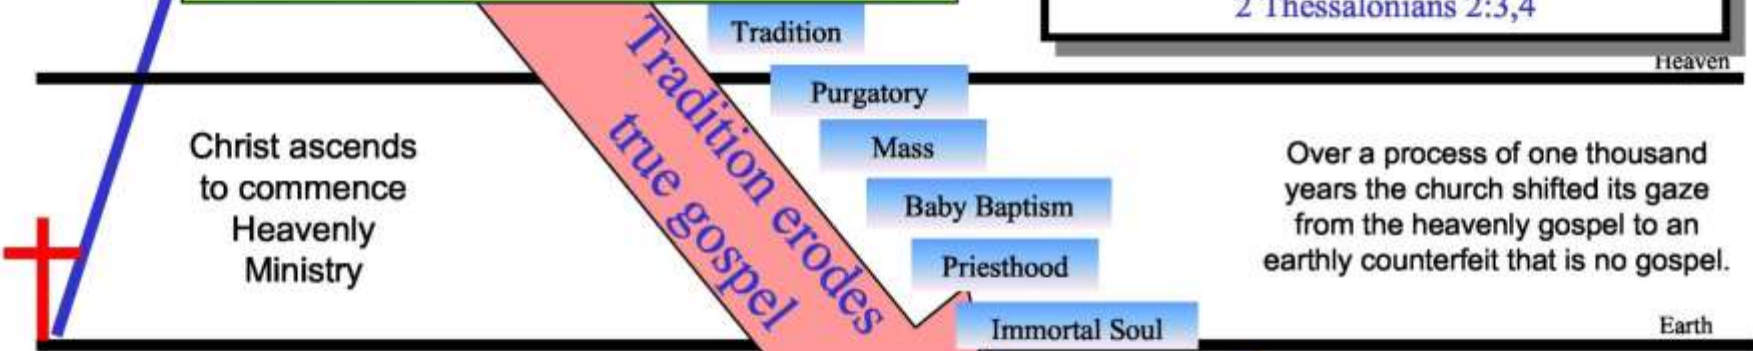 2 Thessalonians 2:3,4
Tradition
Heaven
Purgatory
Tradition erodes
true gospel
Mass
Christ ascends
to commence
Heavenly
Ministry
Over a process of one thousand
years the church shifted its gaze
from the heavenly gospel to an
earthly counterfeit that is no gospel.
Baby Baptism
Priesthood
Immortal Soul
Earth